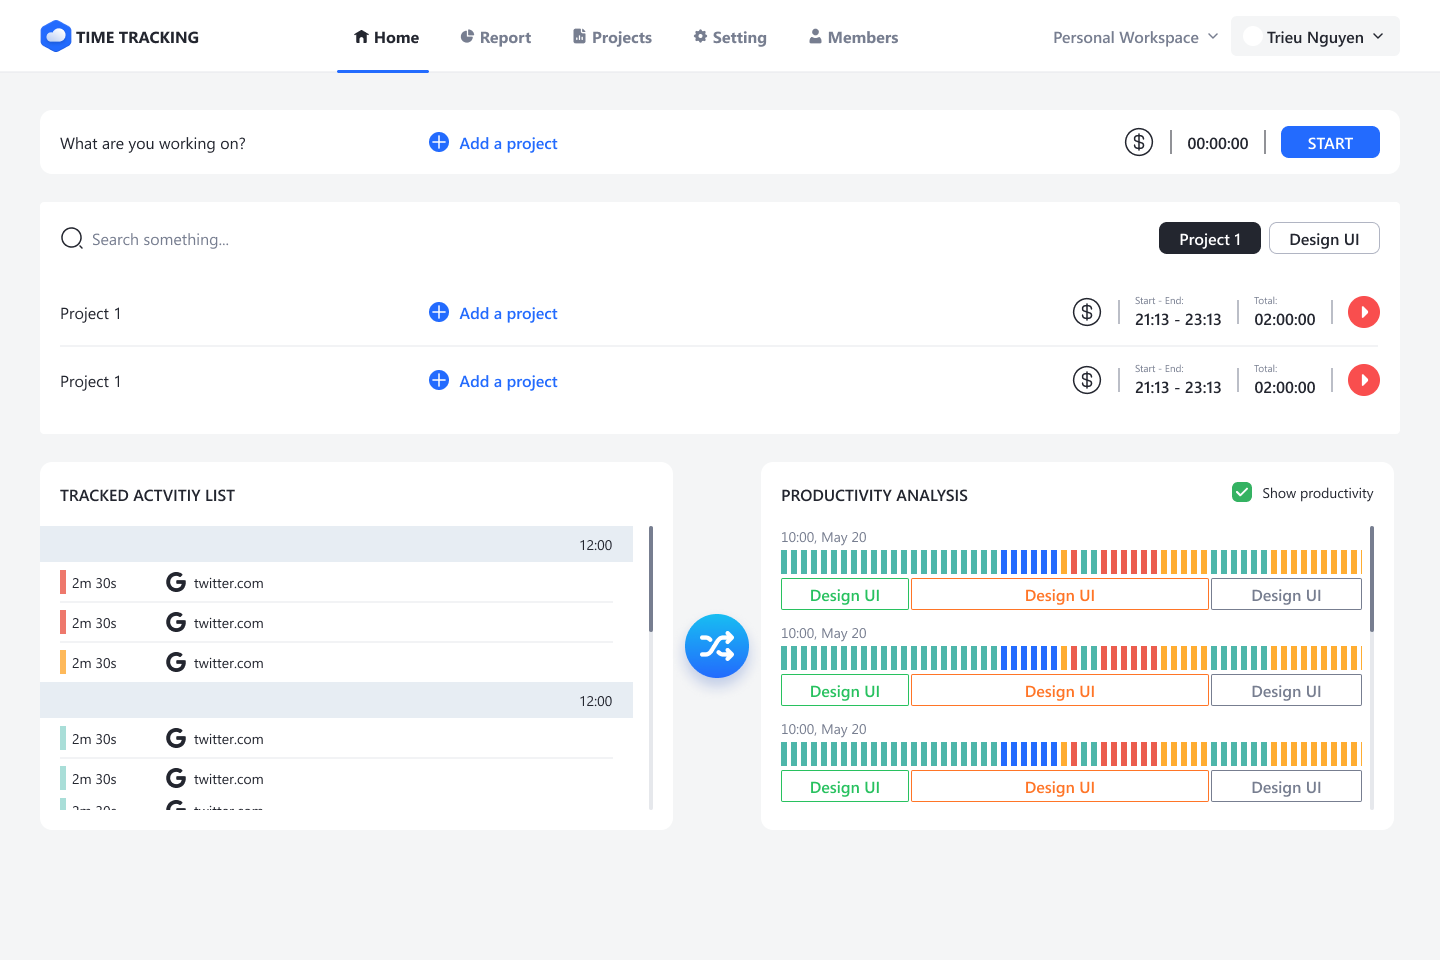 TIME TRACKING Home Report Projects Setting Members Personal Workspace Trieu Nguyen
What are you working on? Add a project 00:00:00 START
Search something... Project 1 Design UI
Project 1 Add a project Start - End: 21:13 - 23:13 Total: 02:00:00
Project 1 Add a project Start - End: 21:13 - 23:13 Total: 02:00:00
TRACKED ACTVITIY LIST
12:00
2m 30s twitter.com
2m 30s twitter.com
2m 30s twitter.com
12:00
2m 30s twitter.com
2m 30s twitter.com
2m 30s twitter.com
PRODUCTIVITY ANALYSIS Show productivity
10:00, May 20
Design UI Design UI Design UI
10:00, May 20
Design UI Design UI Design UI
10:00, May 20
Design UI Design UI Design UI